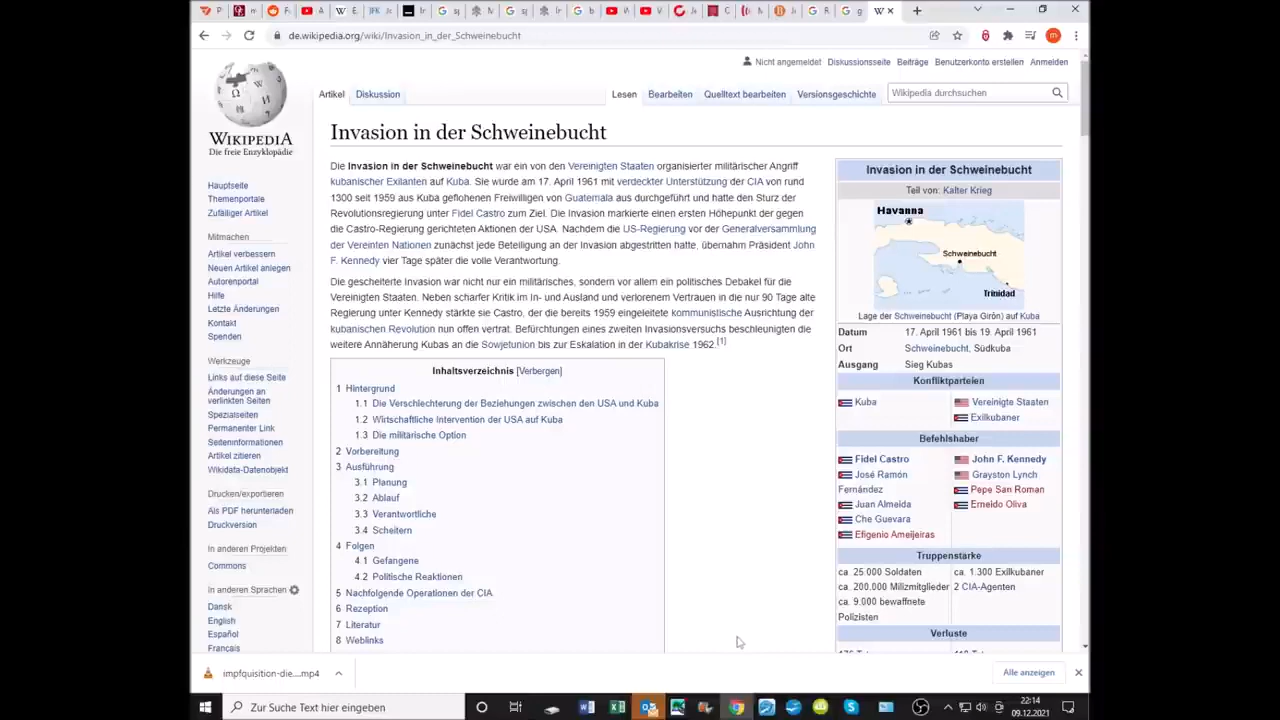 de.wikipedia.org/wiki/Invasion_in_der_Schweinebucht
Nicht angemeldet Diskussionsseite Beiträge Benutzerkonto erstellen Anmelden
Artikel Diskussion Lesen Bearbeiten Quelltext bearbeiten Versionsgeschichte Wikipedia durchsuchen
WIKIPEDIA
Die freie Enzyklopädie
Hauptseite
Themenportale
Zufälliger Artikel
Mitmachen
Artikel verbessern
Neuen Artikel anlegen
Autorenportal
Hilfe
Letzte Änderungen
Kontakt
Spenden
Werkzeuge
Links auf diese Seite
Änderungen an
verlinkten Seiten
Spezialseiten
Permanenter Link
Seiteninformationen
Artikel zitieren
Wikidata-Datenobjekt
Drucken/exportieren
Als PDF herunterladen
Druckversion
In anderen Projekten
Commons
In anderen Sprachen
Dansk
English
Español
Français
Invasion in der Schweinebucht
Die Invasion in der Schweinebucht war ein von den Vereinigten Staaten organisierter militärischer Angriff
kubanischer Exilanten auf Kuba. Sie wurde am 17. April 1961 mit verdeckter Unterstützung der CIA von rund
1300 seit 1959 aus Kuba geflohenen Freiwilligen von Guatemala aus durchgeführt und hatte den Sturz der
Revolutionsregierung unter Fidel Castro zum Ziel. Die Invasion markierte einen ersten Höhepunkt der gegen
die Castro-Regierung gerichteten Aktionen der USA. Nachdem die US-Regierung vor der Generalversammlung
der Vereinten Nationen zunächst jede Beteiligung an der Invasion abgestritten hatte, übernahm Präsident John
F. Kennedy vier Tage später die volle Verantwortung.
Die gescheiterte Invasion war nicht nur ein militärisches, sondern vor allem ein politisches Debakel für die
Vereinigten Staaten. Neben scharfer Kritik im In- und Ausland und verlorenem Vertrauen in die nur 90 Tage alte
Regierung unter Kennedy stärkte sie Castro, der die bereits 1959 eingeleitete kommunistische Ausrichtung der
kubanischen Revolution nun offen vertrat. Befürchtungen eines zweiten Invasionsversuchs beschleunigten die
weitere Annäherung Kubas an die Sowjetunion bis zur Eskalation in der Kubakrise 1962.[1]
Inhaltsverzeichnis [Verbergen]
1 Hintergrund
1.1 Die Verschlechterung der Beziehungen zwischen den USA und Kuba
1.2 Wirtschaftliche Intervention der USA auf Kuba
1.3 Die militärische Option
2 Vorbereitung
3 Ausführung
3.1 Planung
3.2 Ablauf
3.3 Verantwortliche
3.4 Scheitern
4 Folgen
4.1 Gefangene
4.2 Politische Reaktionen
5 Nachfolgende Operationen der CIA
6 Rezeption
7 Literatur
8 Weblinks
Invasion in der Schweinebucht
Teil von: Kalter Krieg
Havanna
Schweinebucht
Trinidad
Lage der Schweinebucht (Playa Girón) auf Kuba
Datum 17. April 1961 bis 19. April 1961
Ort Schweinebucht, Südkuba
Ausgang Sieg Kubas
Konfliktparteien
Kuba Vereinigte Staaten
Exilkubaner
Befehlshaber
Fidel Castro John F. Kennedy
José Ramón Grayston Lynch
Fernández Pepe San Roman
Juan Almeida Erneido Oliva
Che Guevara
Efigenio Ameijeiras
Truppenstärke
ca. 25.000 Soldaten ca. 1.300 Exilkubaner
ca. 200.000 Milizmitglieder 2 CIA-Agenten
ca. 9.000 bewaffnete
Polizisten
Verluste
impfquisition-die....mp4 Alle anzeigen
Zur Suche Text hier eingeben
22:14
09.12.2021